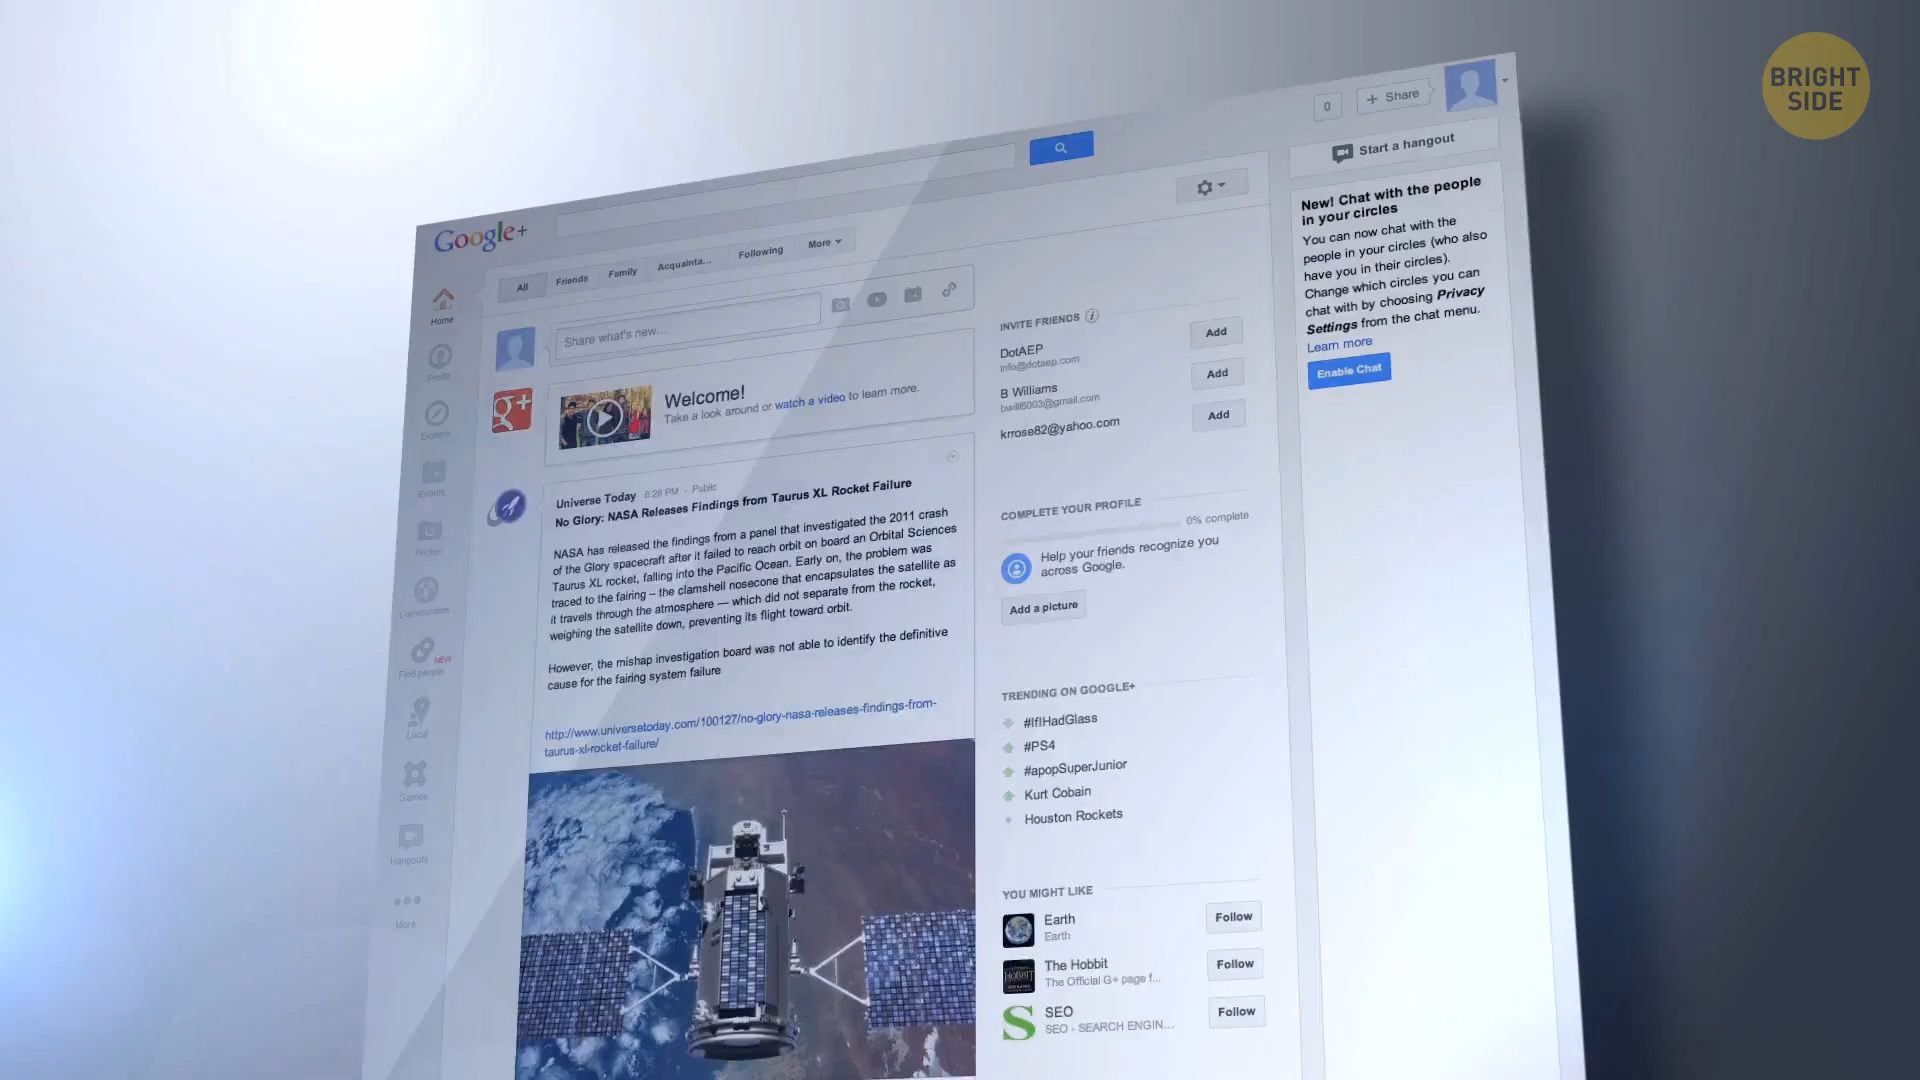 BRIGHT
SIDE
0
+ Share
Start a hangout
Google+
All
Friends
Family
Acquainta...
Following
More
Home
Profile
Explore
Events
Photos
Communities
Find people
NEW
Local
Games
Hangouts
More
Share what's new...
g+
Welcome!
Take a look around or watch a video to learn more.
Universe Today 6:28 PM - Public
No Glory: NASA Releases Findings from Taurus XL Rocket Failure
NASA has released the findings from a panel that investigated the 2011 crash
of the Glory spacecraft after it failed to reach orbit on board an Orbital Sciences
Taurus XL rocket, falling into the Pacific Ocean. Early on, the problem was
traced to the fairing – the clamshell nosecone that encapsulates the satellite as
it travels through the atmosphere — which did not separate from the rocket,
weighing the satellite down, preventing its flight toward orbit.
However, the mishap investigation board was not able to identify the definitive
cause for the fairing system failure
http://www.universetoday.com/100127/no-glory-nasa-releases-findings-from-
taurus-xl-rocket-failure/
INVITE FRIENDS i
DotAEP
info@dotaep.com
Add
B Williams
bwill6003@gmail.com
Add
krrose82@yahoo.com
Add
COMPLETE YOUR PROFILE
0% complete
Help your friends recognize you
across Google.
Add a picture
TRENDING ON GOOGLE+
#IfIHadGlass
#PS4
#apopSuperJunior
Kurt Cobain
Houston Rockets
YOU MIGHT LIKE
Earth
Earth
Follow
The Hobbit
The Official G+ page f...
Follow
SEO
SEO - SEARCH ENGIN...
Follow
New! Chat with the people
in your circles
You can now chat with the
people in your circles (who also
have you in their circles).
Change which circles you can
chat with by choosing Privacy
Settings from the chat menu.
Learn more
Enable Chat